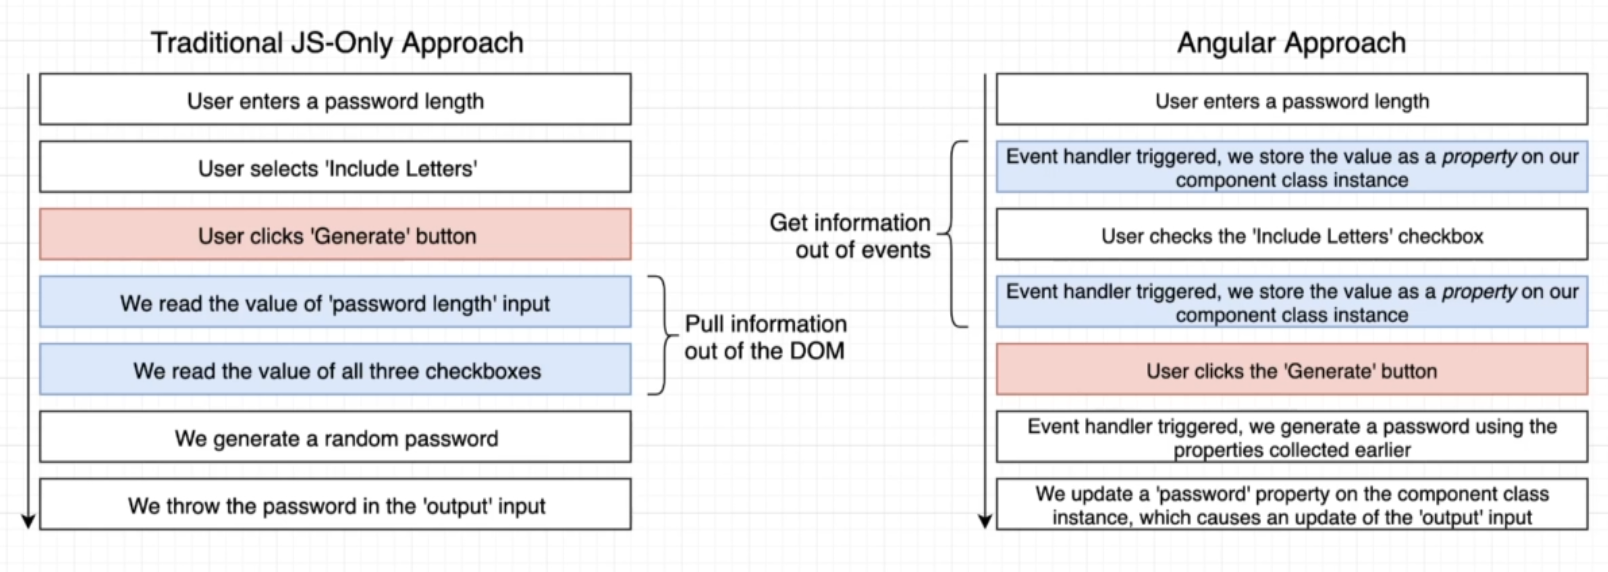 Traditional JS-Only Approach
User enters a password length
User selects 'Include Letters'
User clicks 'Generate' button
We read the value of 'password length' input
We read the value of all three checkboxes
We generate a random password
We throw the password in the 'output' input
Pull information
out of the DOM
Angular Approach
User enters a password length
Event handler triggered, we store the value as a property on our
component class instance
User checks the 'Include Letters' checkbox
Event handler triggered, we store the value as a property on our
component class instance
User clicks the 'Generate' button
Event handler triggered, we generate a password using the
properties collected earlier
We update a 'password' property on the component class
instance, which causes an update of the 'output' input
Get information
out of events